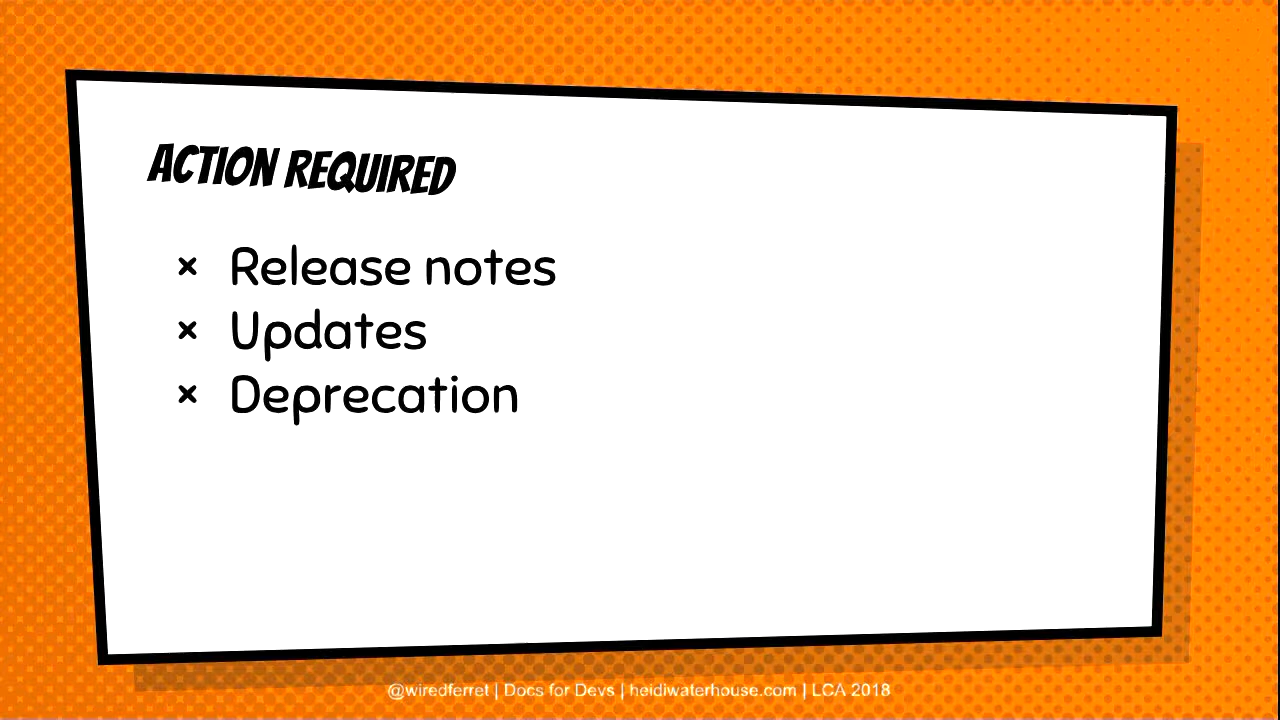 ACTION REQUIRED
× Release notes
× Updates
× Deprecation
@wiredferret | Docs for Devs | heidiwaterhouse.com | LCA 2018